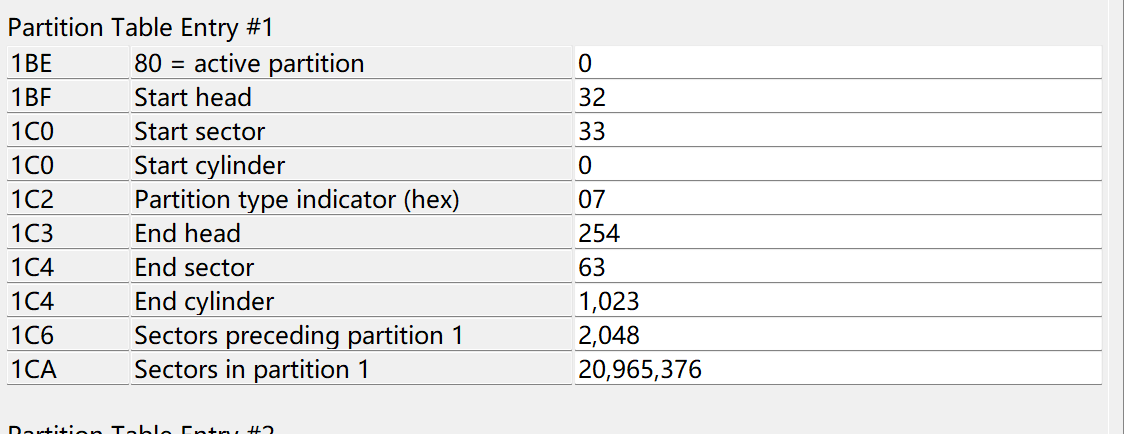 Partition Table Entry #1
1BE 80 = active partition 0
1BF Start head 32
1C0 Start sector 33
1C0 Start cylinder 0
1C2 Partition type indicator (hex) 07
1C3 End head 254
1C4 End sector 63
1C4 End cylinder 1,023
1C6 Sectors preceding partition 1 2,048
1CA Sectors in partition 1 20,965,376
Partition Table Entry #2